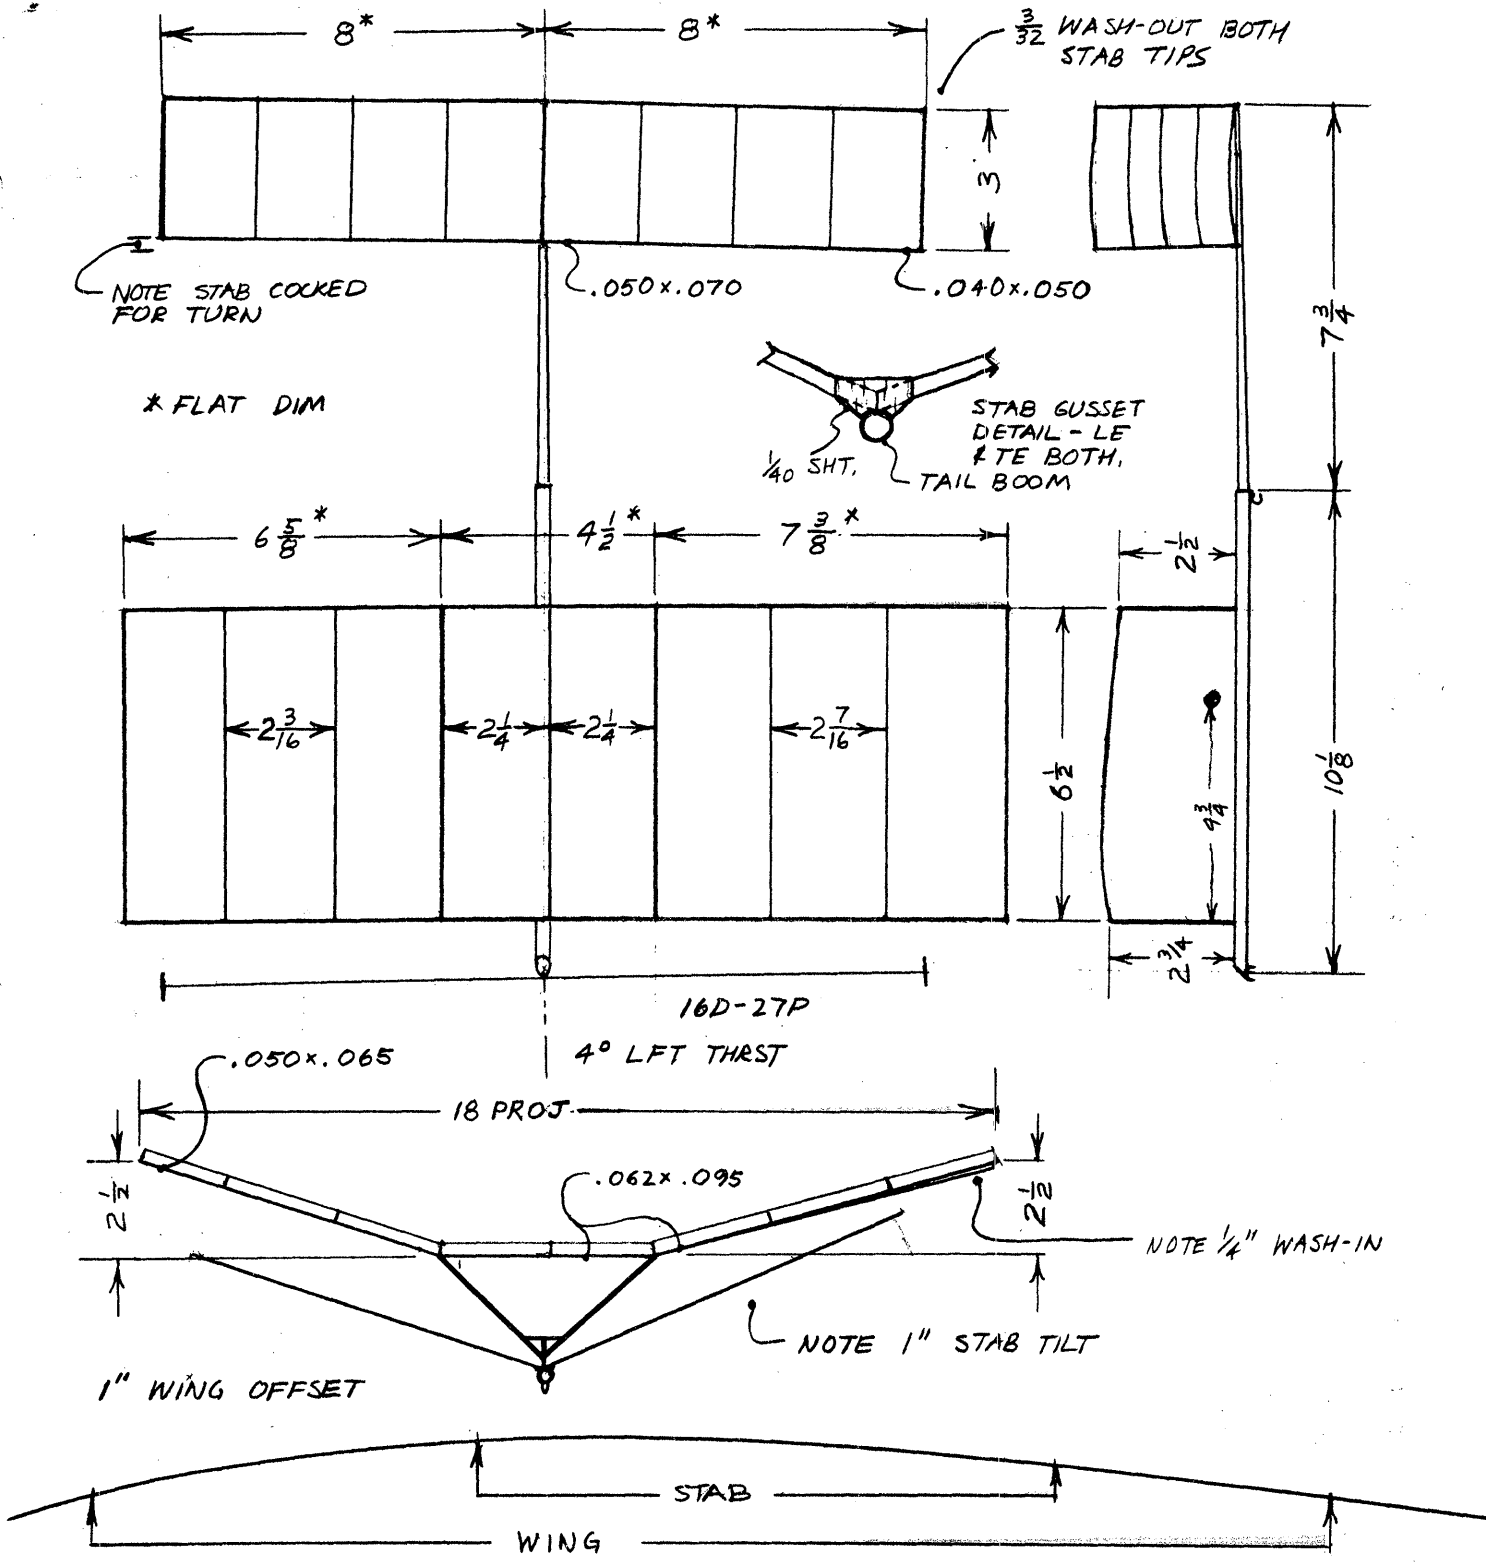 8* 8*
3/32 WASH-OUT BOTH
STAB TIPS
3
NOTE STAB COCKED
FOR TURN
.050x.070
.040x.050
7 3/4
* FLAT DIM
STAB GUSSET
DETAIL - LE
& TE BOTH.
1/40 SHT.
TAIL BOOM
6 5/8 * 4 1/2 * 7 3/8 *
2 1/2
2 3/16 2 1/4 2 1/4 2 7/16
6 1/2
4 3/4
10 1/8
2 3/4
16D-27P
4° LFT THRST
.050x.065
18 PROJ.
2 1/2
.062x.095
2 1/2
NOTE 1/4" WASH-IN
NOTE 1" STAB TILT
1" WING OFFSET
STAB
WING